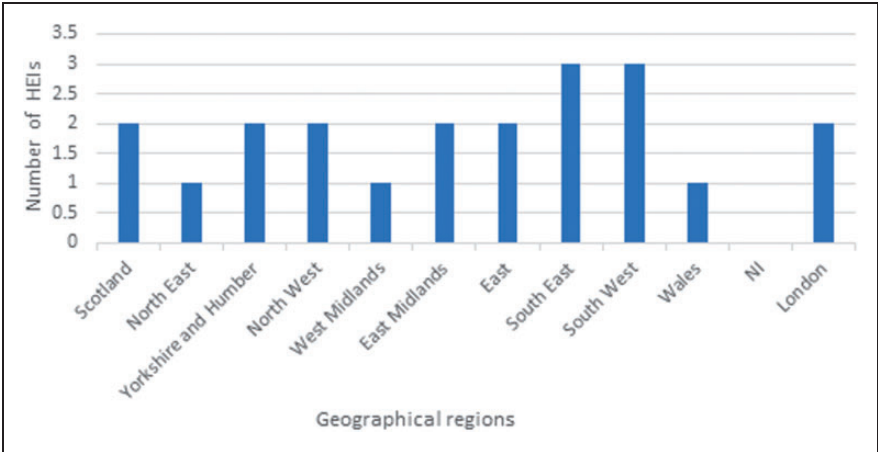 3.5
3
2.5
2
1.5
1
0.5
0
Number of HEIs
Scotland
North East
Yorkshire and Humber
North West
West Midlands
East Midlands
East
South East
South West
Wales
NI
London
Geographical regions